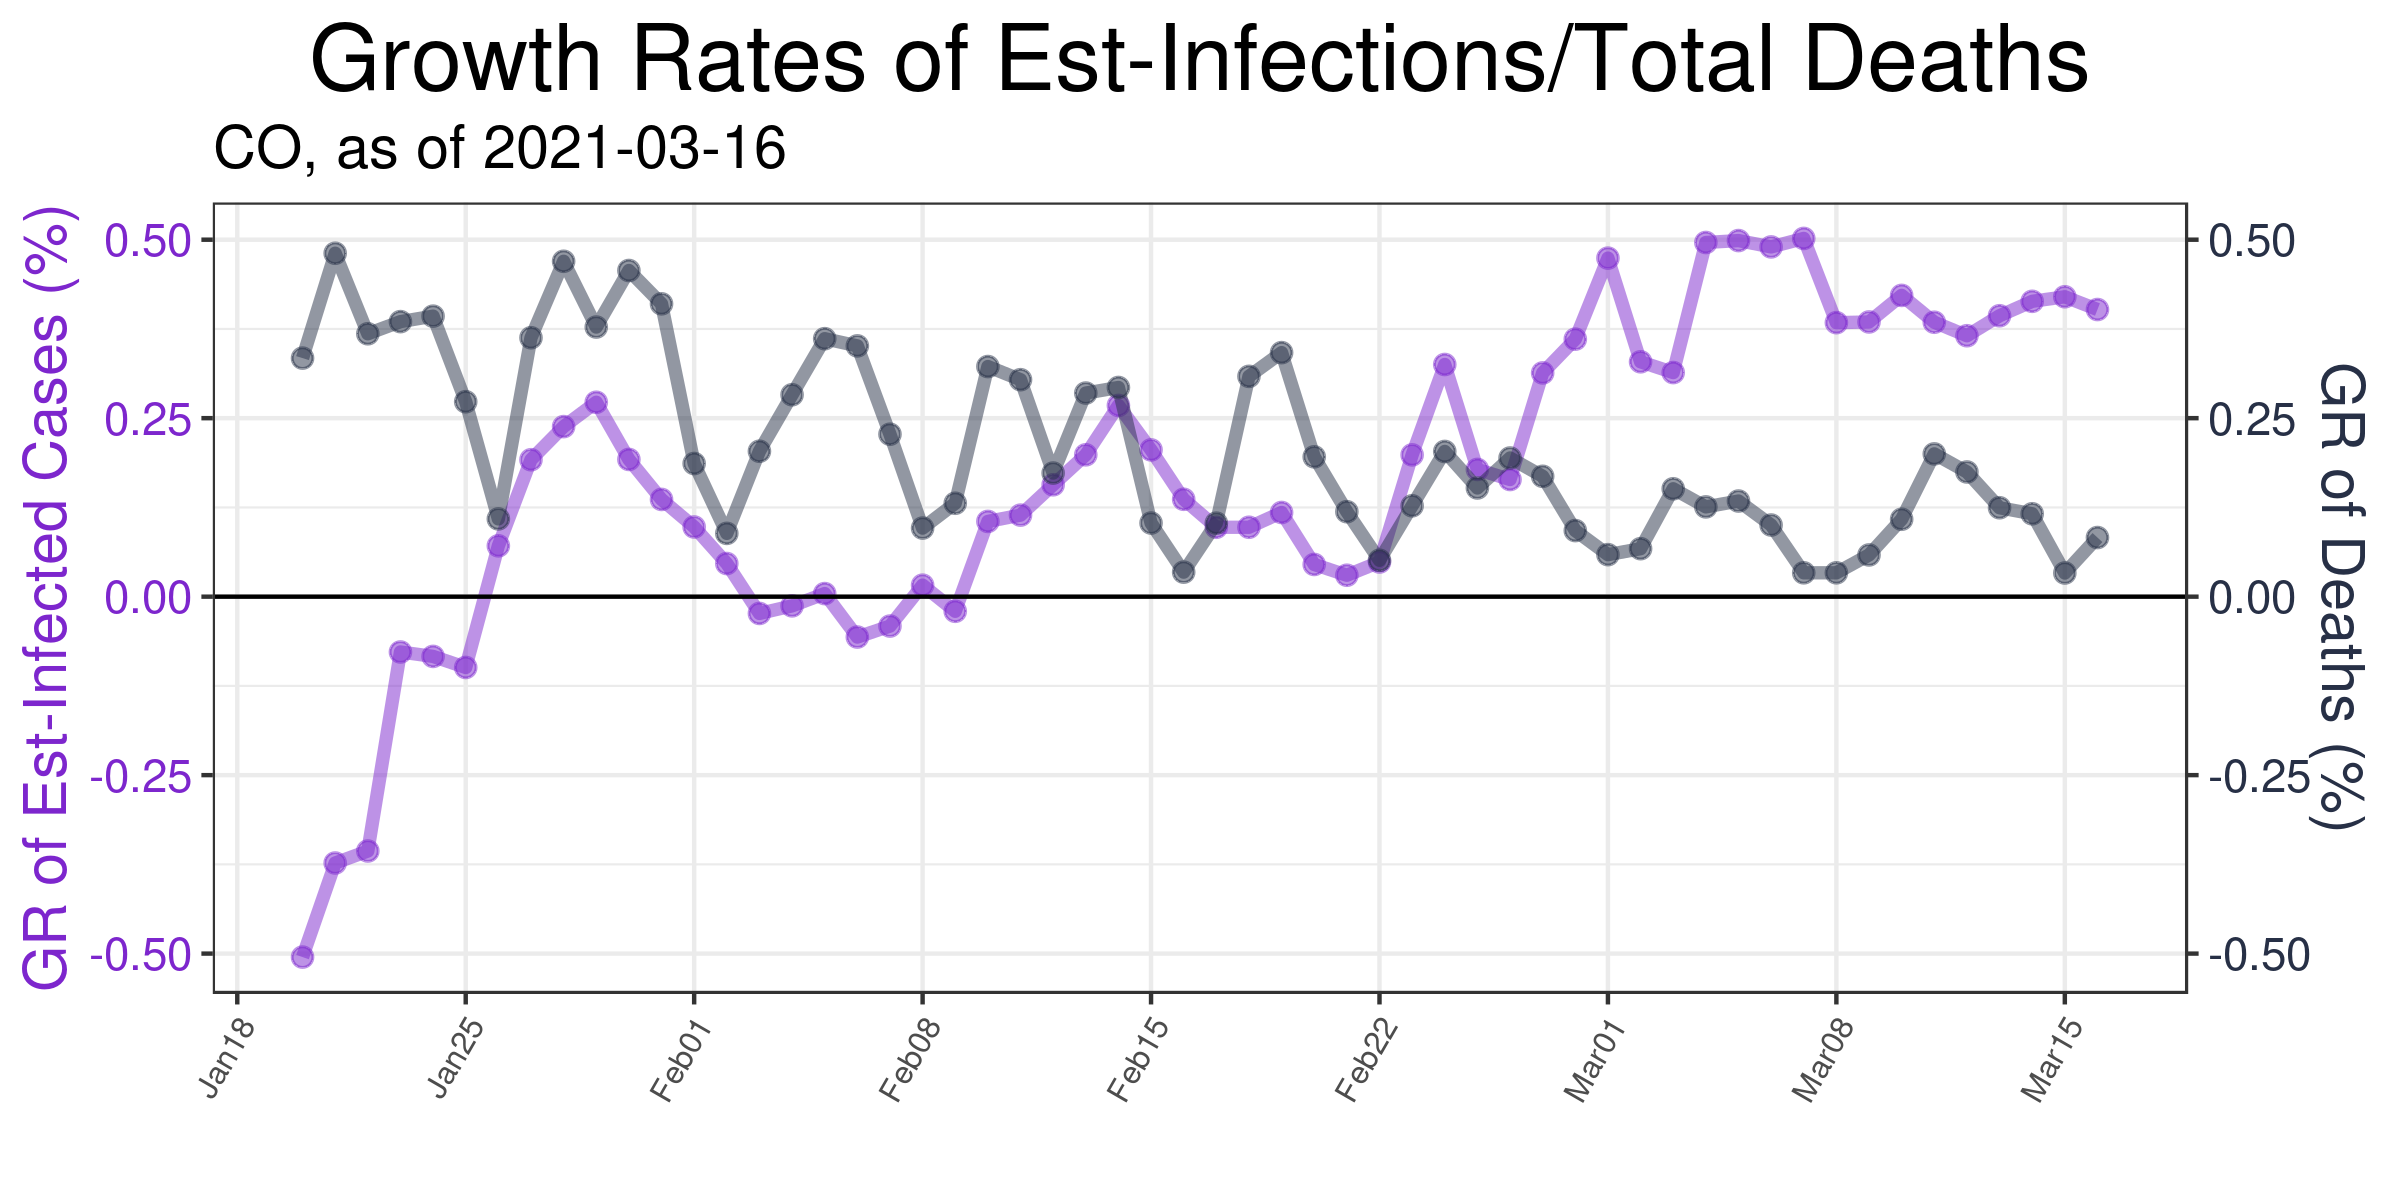 Growth Rates of Est-Infections/Total Deaths
CO, as of 2021-03-16
GR of Est-Infected Cases (%)
0.50
0.25
0.00
-0.25
-0.50
0.50
0.25
0.00
-0.25
-0.50
GR of Deaths (%)
Jan18
Jan25
Feb01
Feb08
Feb15
Feb22
Mar01
Mar08
Mar15